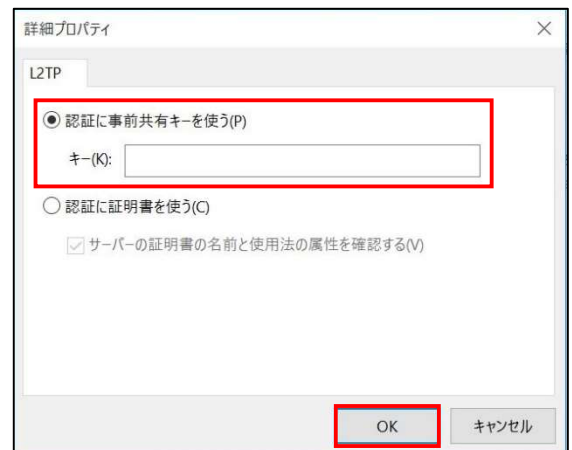 詳細プロパティ
L2TP
認証に事前共有キーを使う(P)
キー(K):
認証に証明書を使う(C)
サーバーの証明書の名前と使用法の属性を確認する(V)
OK
キャンセル